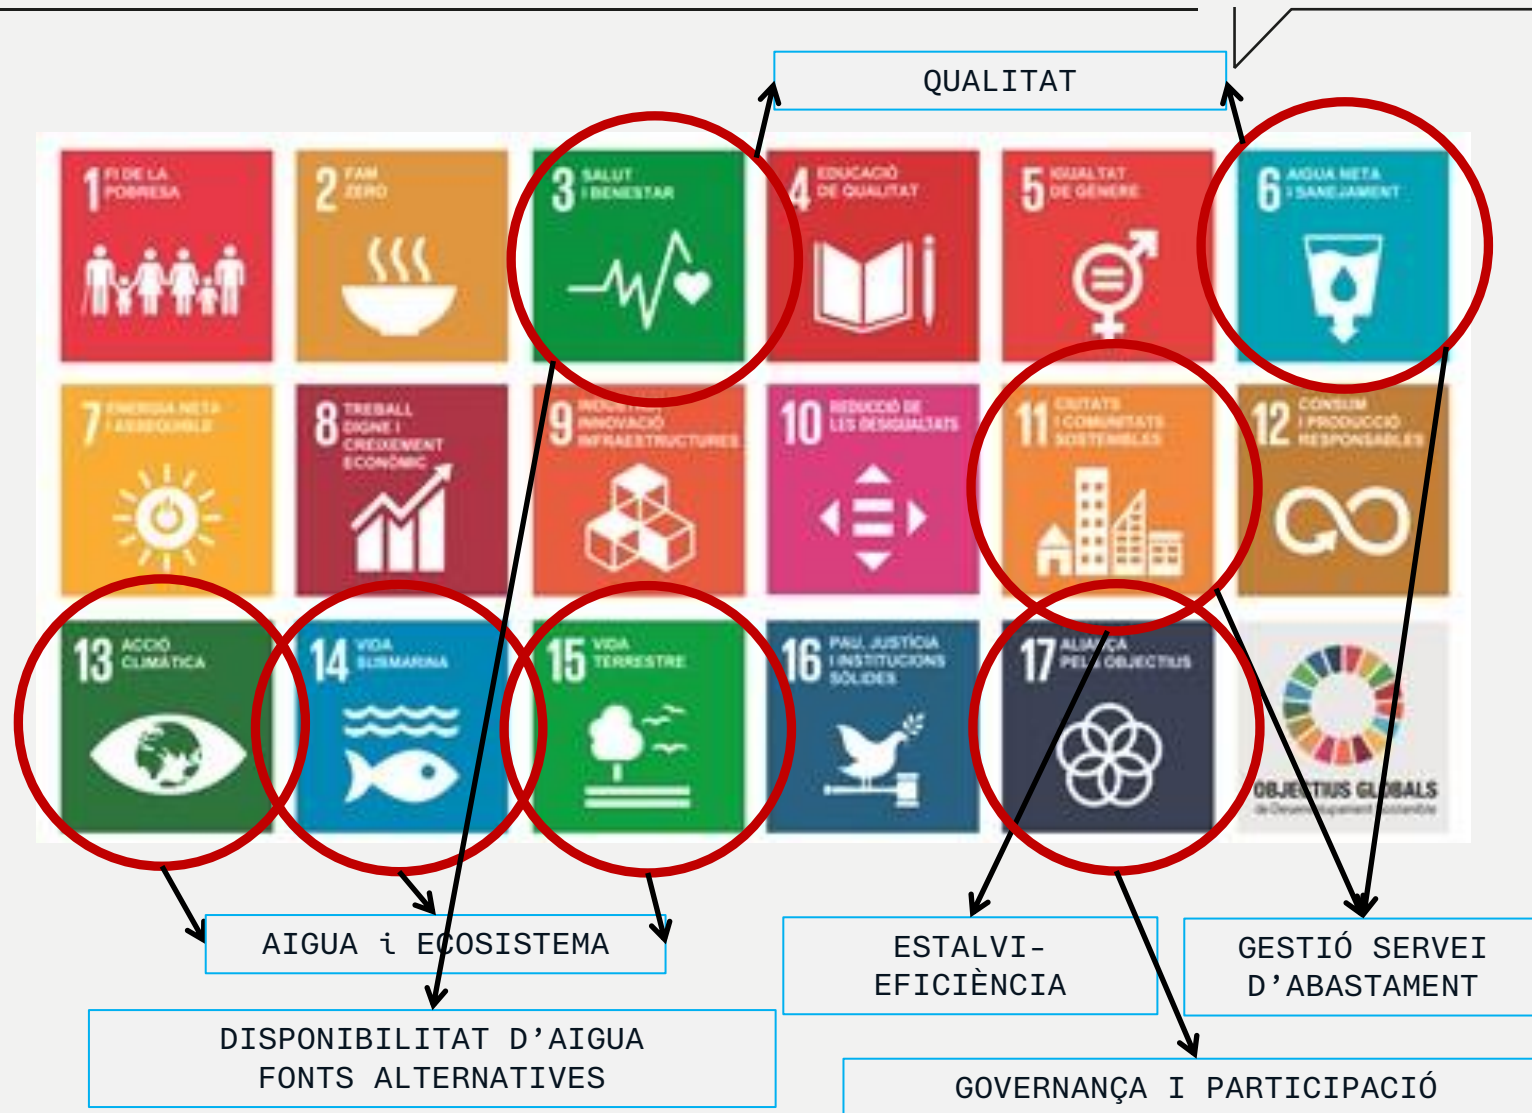 QUALITAT
1 FI DE LA
POBRESA
2 FAM
ZERO
3 SALUT
I BENESTAR
4 EDUCACIÓ
DE QUALITAT
5 IGUALTAT
DE GÈNERE
6 AIGUA NETA
I SANEJAMENT
7 ENERGIA NETA
I ASSEQUIBLE
8 TREBALL
DIGNE I
CREIXEMENT
ECONÒMIC
9 INDÚSTRIA,
INNOVACIÓ
INFRAESTRUCTURES
10 REDUCCIÓ DE
LES DESIGUALTATS
11 CIUTATS
I COMUNITATS
SOSTENIBLES
12 CONSUM
I PRODUCCIÓ
RESPONSABLES
13 ACCIÓ
CLIMÀTICA
14 VIDA
SUBMARINA
15 VIDA
TERRESTRE
16 PAU, JUSTÍCIA
I INSTITUCIONS
SÒLIDES
17 ALIANÇA
PELS OBJECTIUS
OBJECTIUS GLOBALS
de Desenvolupament Sostenible
AIGUA i ECOSISTEMA
ESTALVI-
EFICIÈNCIA
GESTIÓ SERVEI
D’ABASTAMENT
DISPONIBILITAT D’AIGUA
FONTS ALTERNATIVES
GOVERNANÇA I PARTICIPACIÓ